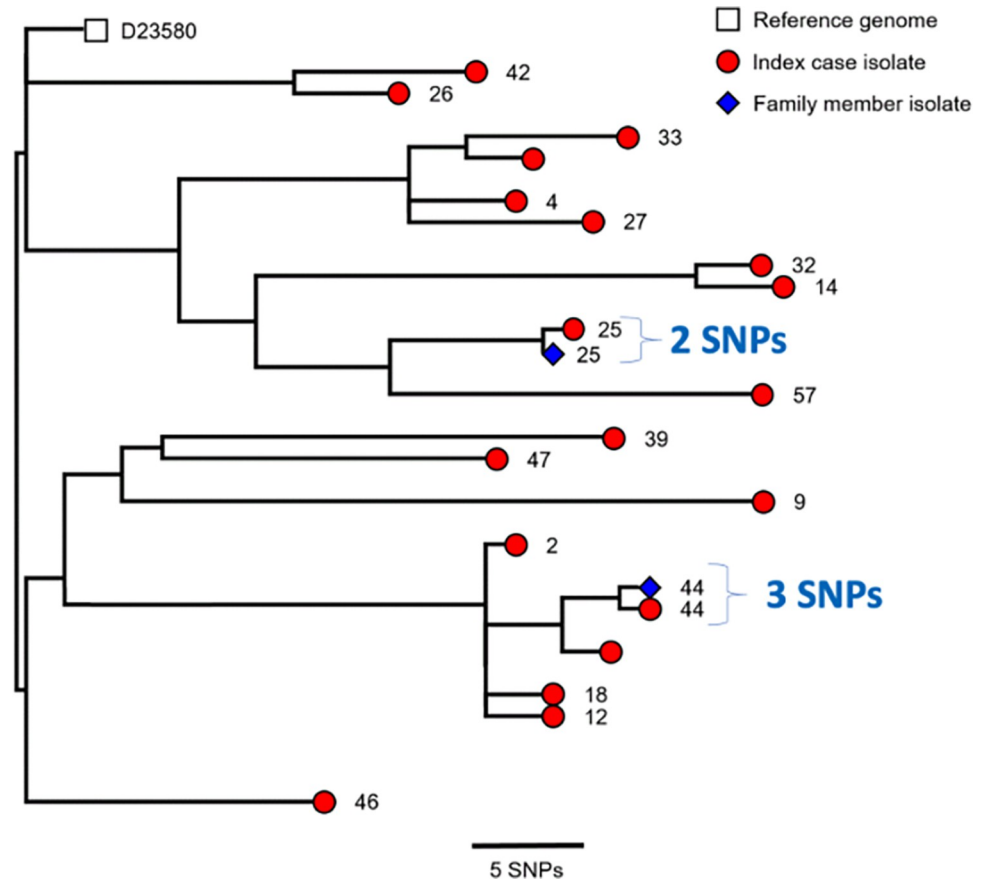 D23580
Reference genome
Index case isolate
Family member isolate
42
26
33
4
27
32
14
25
2 SNPs
25
57
39
47
9
2
44
3 SNPs
44
18
12
46
5 SNPs